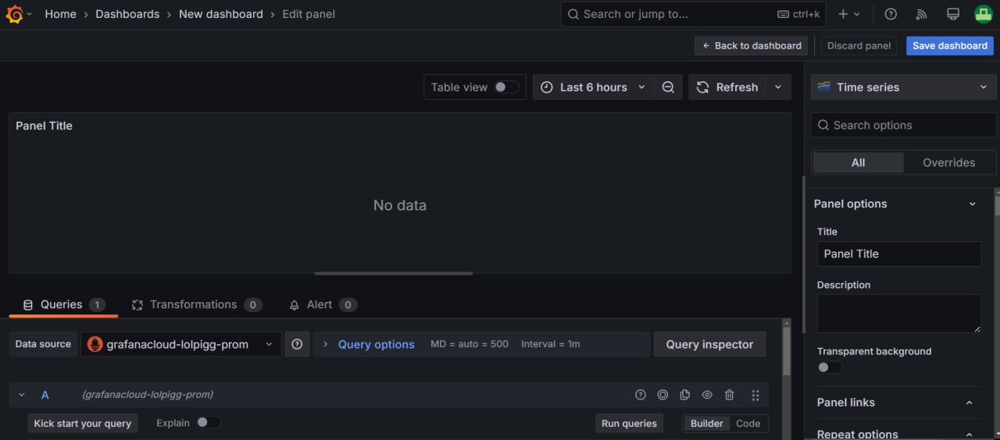 Home › Dashboards › New dashboard › Edit panel
Search or jump to... ctrl+k
Back to dashboard Discard panel Save dashboard
Table view Last 6 hours Refresh
Time series
Search options
All Overrides
Panel Title
No data
Panel options
Title
Panel Title
Description
Transparent background
Panel links
Repeat options
Queries 1 Transformations 0 Alert 0
Data source grafanacloud-lolpigg-prom Query options MD = auto = 500 Interval = 1m Query inspector
A (grafanacloud-lolpigg-prom)
Kick start your query Explain Run queries Builder Code